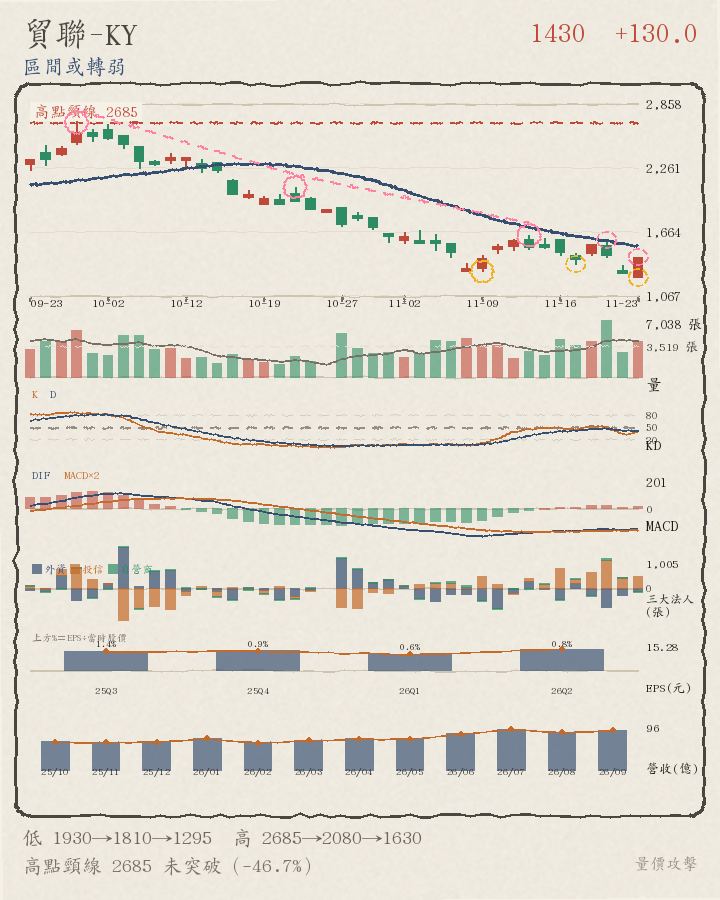 貿聯-KY
1430 +130.0
區間或轉弱
高點頸線 2685
2,858
2,261
1,664
1,067
09-23 10-02 10-12 10-19 10-27 11-02 11-09 11-16 11-23
7,038 張
3,519 張
量
K D
80
50
20
KD
DIF MACD×2
201
0
MACD
外資 投信 自營商
1,005
0
三大法人
(張)
上方%=EPS÷當時股價
1.4% 0.9% 0.6% 0.8%
15.28
25Q3 25Q4 26Q1 26Q2
EPS(元)
96
25/10 25/11 25/12 26/01 26/02 26/03 26/04 26/05 26/06 26/07 26/08 26/09
營收(億)
低 1930→1810→1295 高 2685→2080→1630
高點頸線 2685 未突破 (-46.7%)
量價攻擊